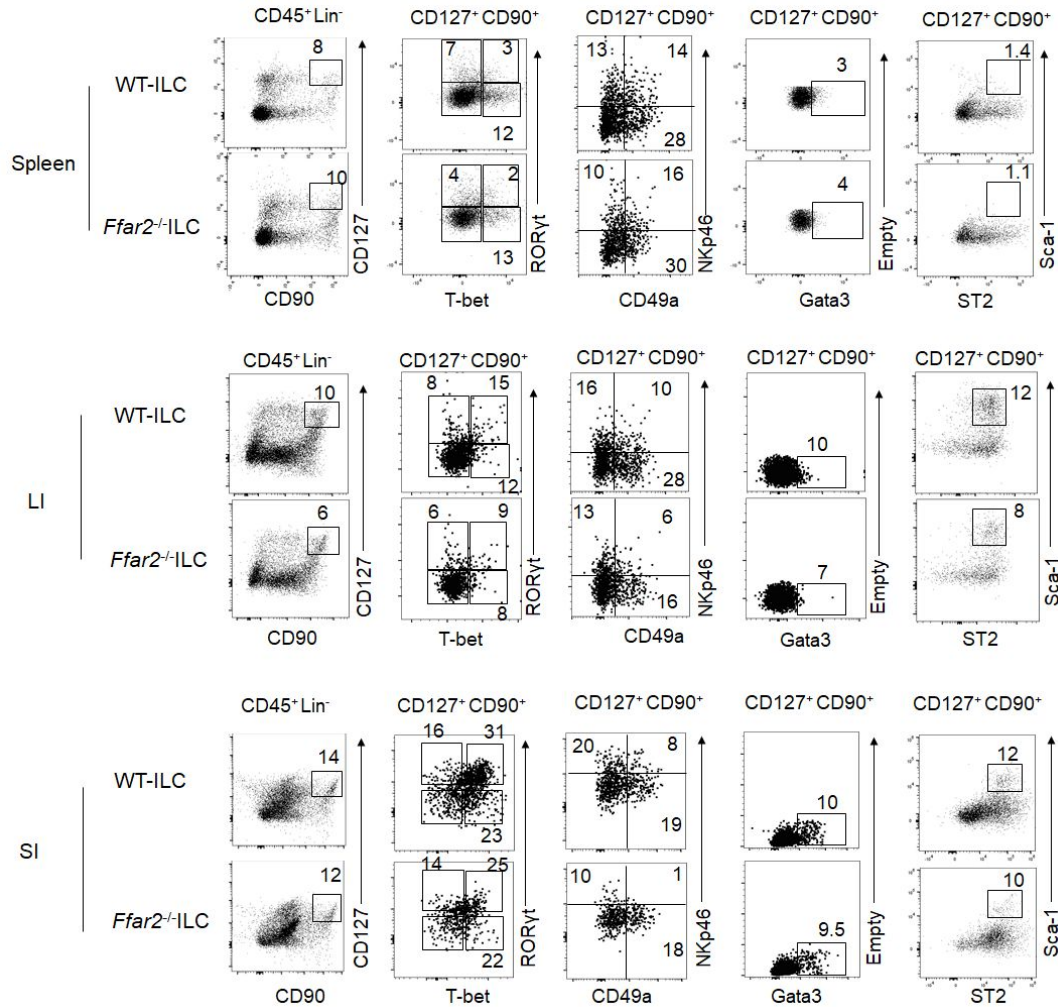 CD45⁺ Lin⁻ CD127⁺ CD90⁺ CD127⁺ CD90⁺ CD127⁺ CD90⁺ CD127⁺ CD90⁺
WT-ILC 8 7 3 12 13 14 28 3 1.4
Spleen
Ffar2⁻/⁻ILC 10 4 2 13 10 16 30 4 1.1
CD127 RORγt NKp46 Empty Sca-1
CD90 T-bet CD49a Gata3 ST2
CD45⁺ Lin⁻ CD127⁺ CD90⁺ CD127⁺ CD90⁺ CD127⁺ CD90⁺ CD127⁺ CD90⁺
WT-ILC 10 8 15 12 16 10 28 10 12
LI
Ffar2⁻/⁻ILC 6 6 9 8 13 6 16 7 8
CD127 RORγt NKp46 Empty Sca-1
CD90 T-bet CD49a Gata3 ST2
CD45⁺ Lin⁻ CD127⁺ CD90⁺ CD127⁺ CD90⁺ CD127⁺ CD90⁺ CD127⁺ CD90⁺
WT-ILC 14 16 31 23 20 8 19 10 12
SI
Ffar2⁻/⁻ILC 12 14 25 22 10 1 18 9.5 10
CD127 RORγt NKp46 Empty Sca-1
CD90 T-bet CD49a Gata3 ST2